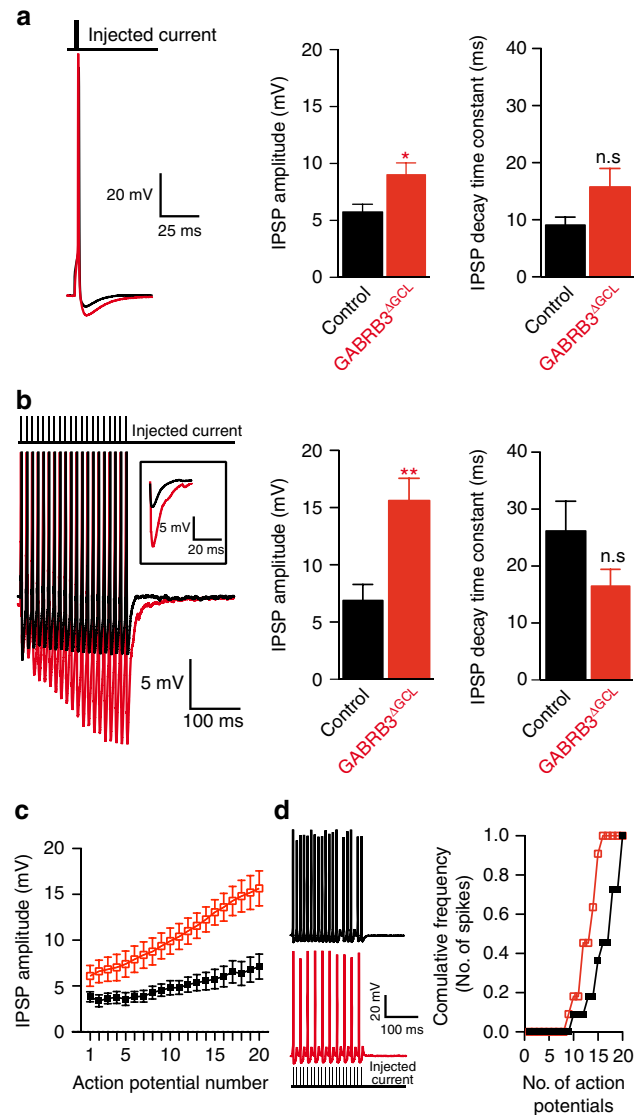 a
Injected current
20 mV
25 ms
IPSP amplitude (mV)
20
15
10
5
0
*
Control
GABRB3ΔGCL
IPSP decay time constant (ms)
40
30
20
10
0
n.s
Control
GABRB3ΔGCL
b
Injected current
5 mV
20 ms
5 mV
100 ms
IPSP amplitude (mV)
20
15
10
5
0
**
Control
GABRB3ΔGCL
IPSP decay time constant (ms)
40
30
20
10
0
n.s
Control
GABRB3ΔGCL
c
IPSP amplitude (mV)
20
15
10
5
0
1 5 10 15 20
Action potential number
d
20 mV
100 ms
Injected
current
Comulative frequency
(No. of spikes)
1.0
0.8
0.6
0.4
0.2
0.0
0 5 10 15 20
No. of action
potentials